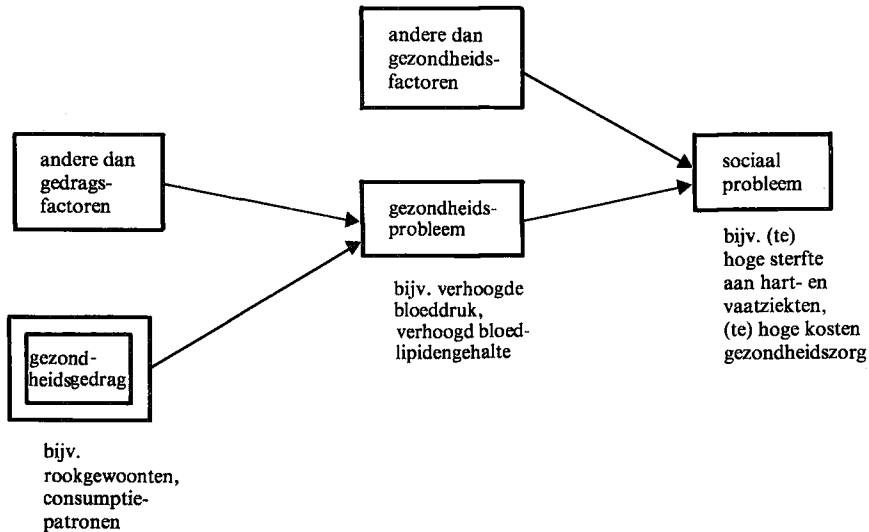 andere dan
gezondheids-
factoren
andere dan
gedrags-
factoren
gezondheids-
probleem
sociaal
probleem
bijv. verhoogde
bloeddruk,
verhoogd bloed-
lipidengehalte
bijv. (te)
hoge sterfte
aan hart- en
vaatziekten,
(te) hoge kosten
gezondheidszorg
gezond-
heidsgedrag
bijv.
rookgewoonten,
consumptie-
patronen